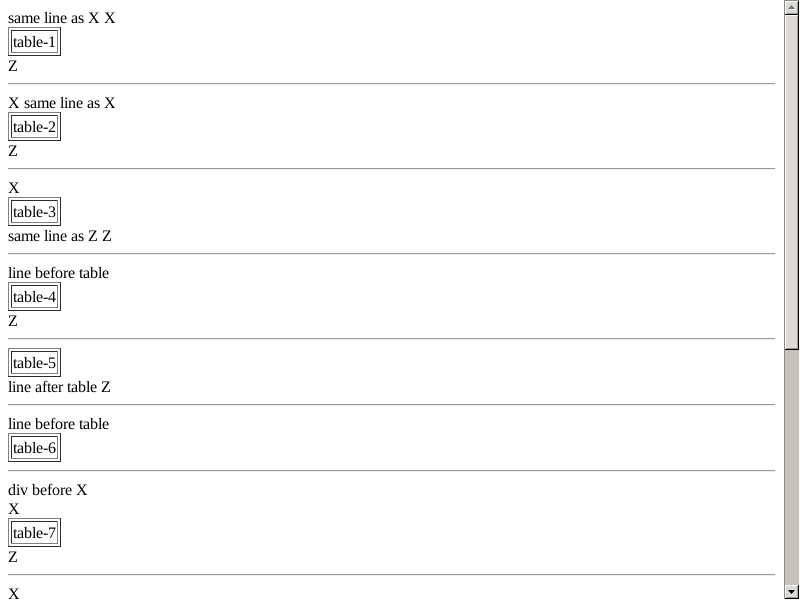 same line as X X
table-1
Z
X same line as X
table-2
Z
X
table-3
same line as Z Z
line before table
table-4
Z
table-5
line after table Z
line before table
table-6
div before X
X
table-7
Z
X